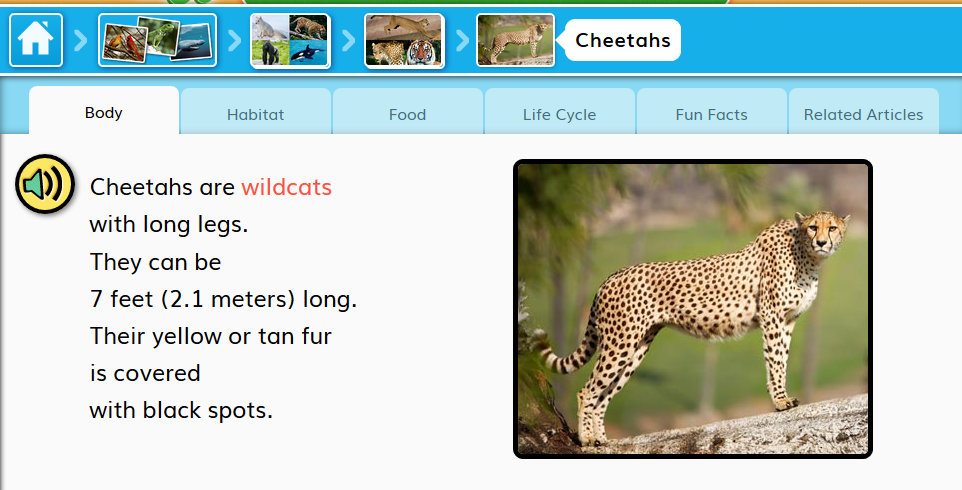 Cheetahs
Body
Habitat
Food
Life Cycle
Fun Facts
Related Articles
Cheetahs are wildcats
with long legs.
They can be
7 feet (2.1 meters) long.
Their yellow or tan fur
is covered
with black spots.